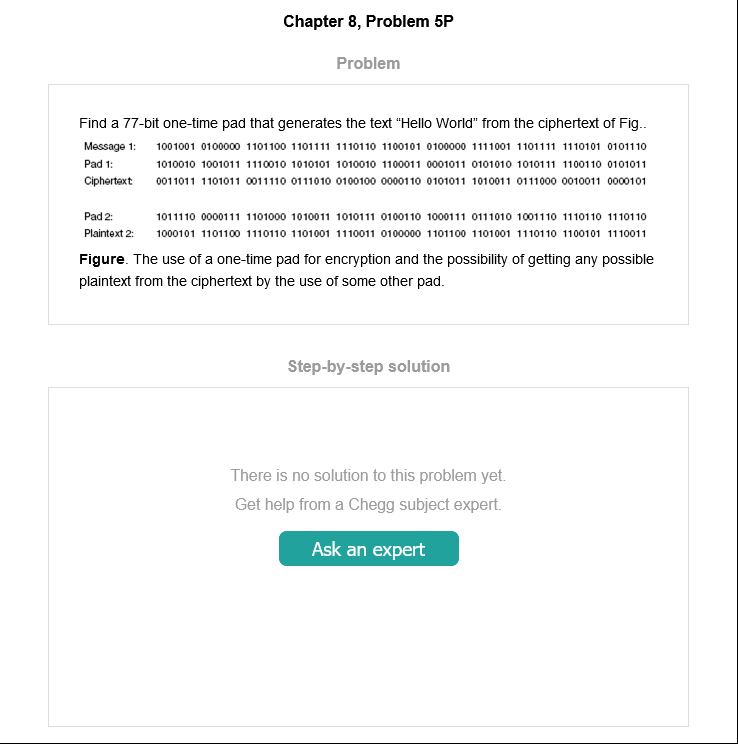 Chapter 8, Problem 5P
Problem
Find a 77-bit one-time pad that generates the text “Hello World” from the ciphertext of Fig..
Message 1: 1001001 0100000 1101100 1101111 1110110 1100101 0100000 1111001 1101111 1110101 0101110
Pad 1: 1010010 1001011 1110010 1010101 1010010 1100011 0001011 0101010 1010111 1100110 0101011
Ciphertext: 0011011 1101011 0011110 0111010 0100100 0000110 0101011 1010011 0111000 0010011 0000101
Pad 2: 1011110 0000111 1101000 1010011 1010111 0100110 1000111 0111010 1001110 1110110 1110110
Plaintext 2: 1000101 1101100 1110110 1101001 1110011 0100000 1101100 1101001 1110110 1100101 1110011
Figure. The use of a one-time pad for encryption and the possibility of getting any possible
plaintext from the ciphertext by the use of some other pad.
Step-by-step solution
There is no solution to this problem yet.
Get help from a Chegg subject expert.
Ask an expert